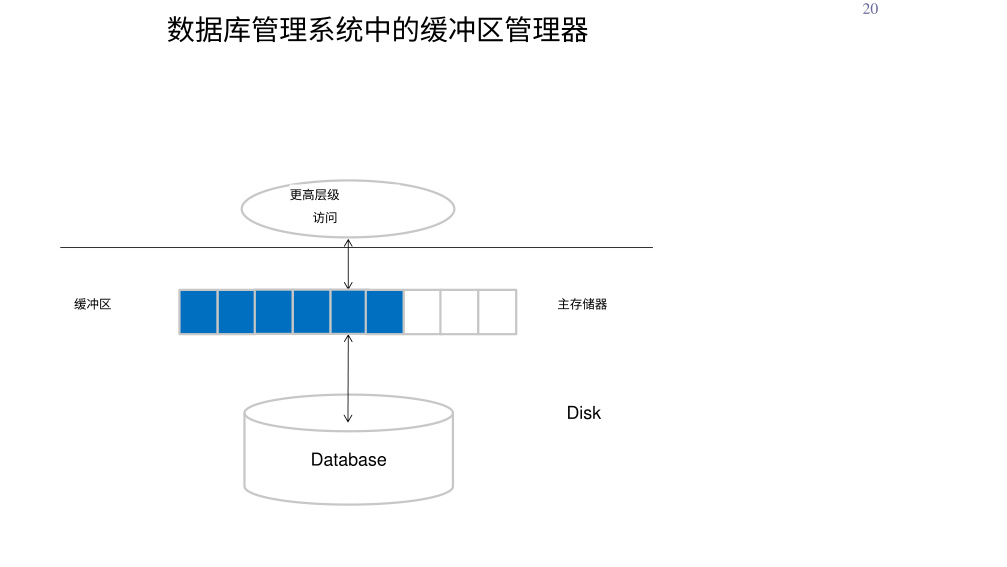 20
数据库管理系统中的缓冲区管理器
更高层级
访问
缓冲区
主存储器
Disk
Database